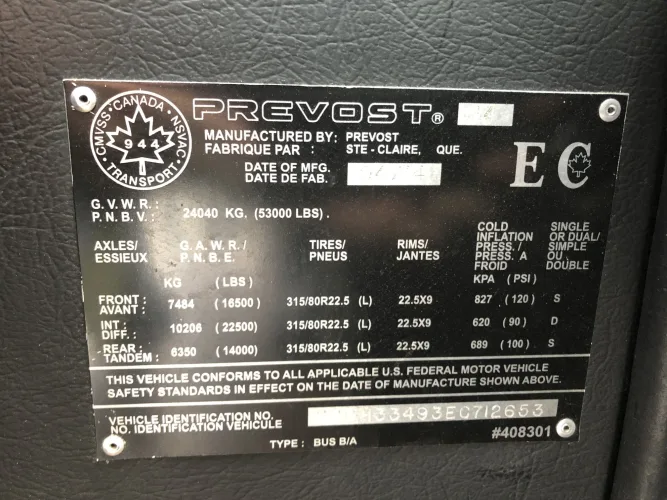 CMVSS · CANADA · NSVAC · TRANSPORT
944
PREVOST®
MANUFACTURED BY: PREVOST
FABRIQUE PAR : STE - CLAIRE, QUE.
DATE OF MFG.
DATE DE FAB.
EC
G. V. W. R. :
P. N. B. V. : 24040 KG. (53000 LBS) .
AXLES/ G. A. W. R. / TIRES/ RIMS/ COLD INFLATION PRESS. / SINGLE OR DUAL/
ESSIEUX P. N. B. E. PNEUS JANTES PRESS. A FROID SIMPLE OU DOUBLE
KG ( LBS) KPA ( PSI)
FRONT :
AVANT : 7484 ( 16500) 315/80R22.5 (L) 22.5X9 827 ( 120) S
INT :
DIFF. : 10206 ( 22500) 315/80R22.5 (L) 22.5X9 620 ( 90) D
REAR :
TANDEM : 6350 ( 14000) 315/80R22.5 (L) 22.5X9 689 ( 100) S
THIS VEHICLE CONFORMS TO ALL APPLICABLE U.S. FEDERAL MOTOR VEHICLE
SAFETY STANDARDS IN EFFECT ON THE DATE OF MANUFACTURE SHOWN ABOVE.
VEHICLE IDENTIFICATION NO.
NO. IDENTIFICATION VEHICULE
#408301
TYPE : BUS B/A